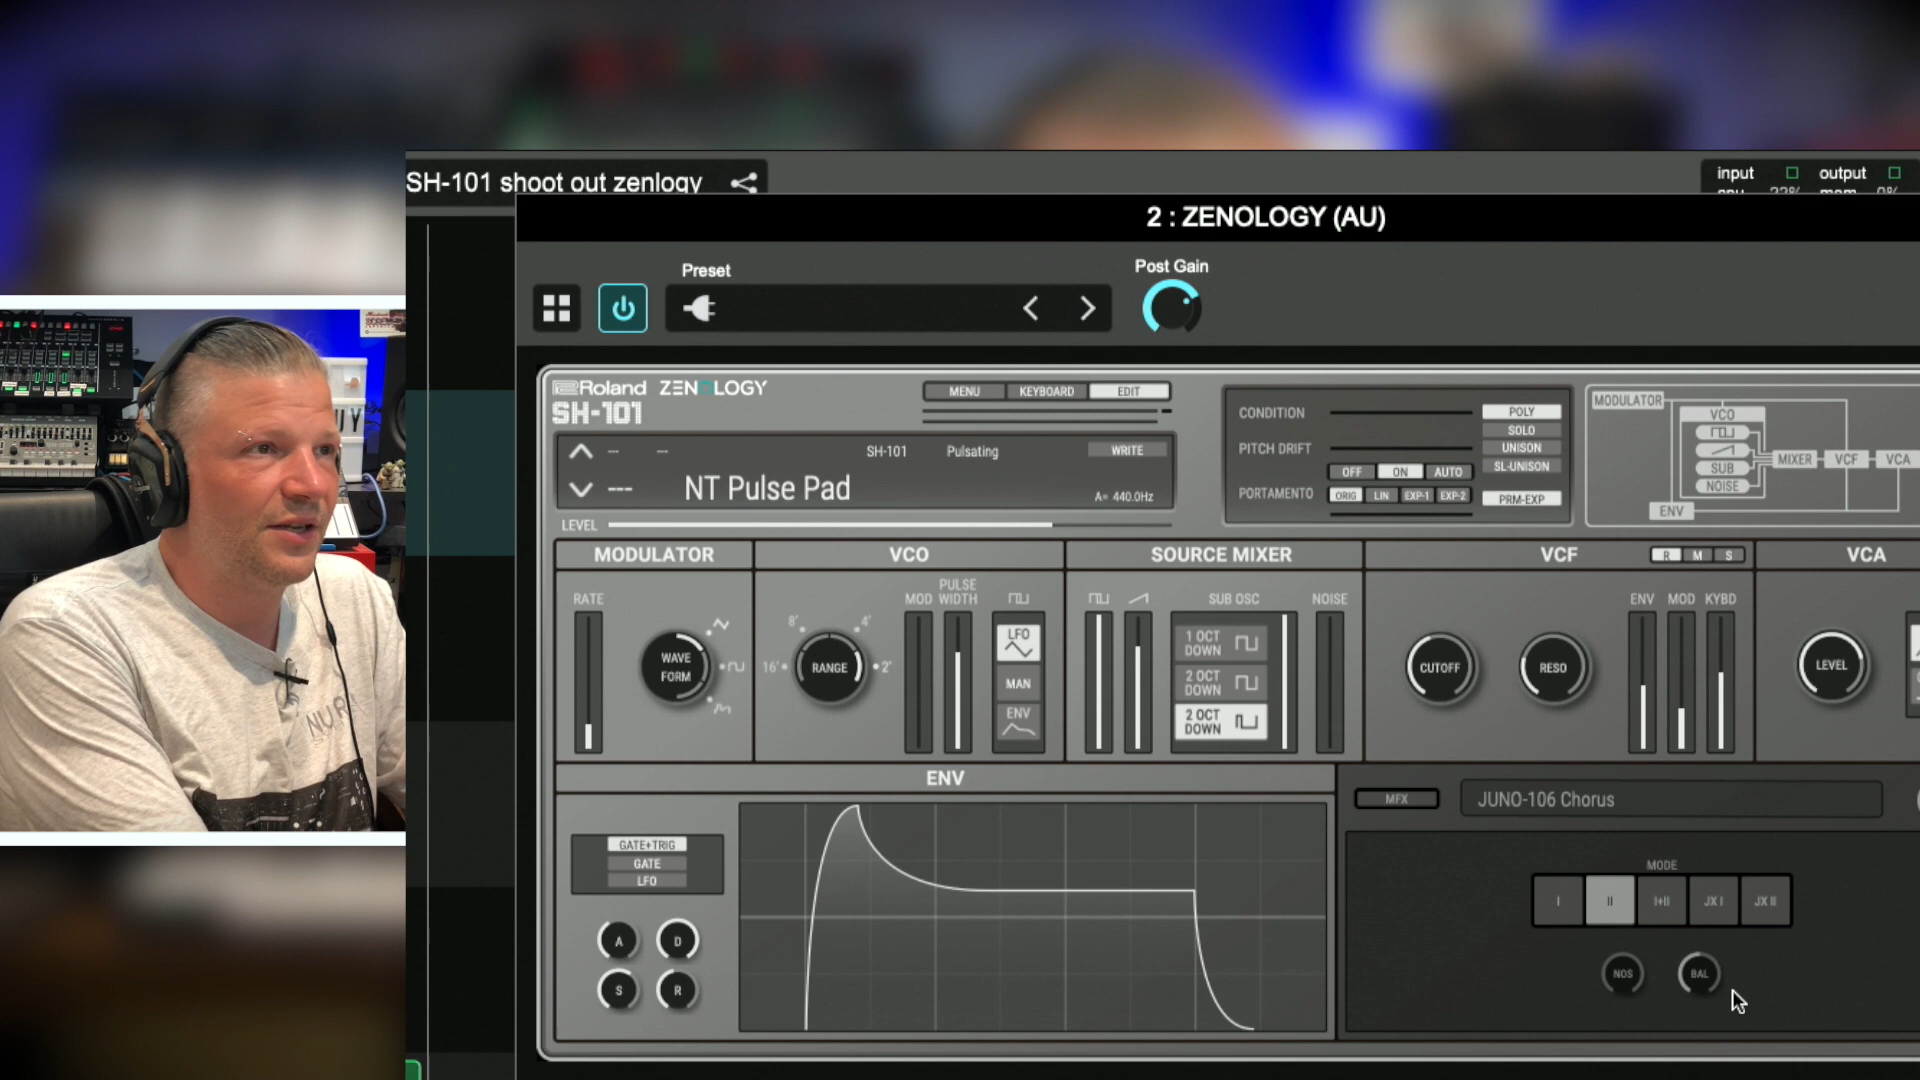 SH-101 shoot out zenlogy
input output
2 : ZENOLOGY (AU)
Preset
Post Gain
Roland ZENOLOGY
SH-101
MENU KEYBOARD EDIT
-- -- SH-101 Pulsating WRITE
--- NT Pulse Pad A= 440.0Hz
LEVEL
CONDITION POLY
SOLO
PITCH DRIFT UNISON
OFF ON AUTO SL-UNISON
PORTAMENTO ORIG LIN EXP-1 EXP-2 PRM-EXP
MODULATOR
VCO
SUB
NOISE
MIXER VCF VCA
ENV
MODULATOR VCO SOURCE MIXER VCF R M S VCA
RATE
WAVE FORM
MOD PULSE WIDTH
8' 4'
16' RANGE 2'
LFO
MAN
ENV
SUB OSC NOISE
1 OCT DOWN
2 OCT DOWN
2 OCT DOWN
CUTOFF RESO
ENV MOD KYBD
LEVEL
ENV
GATE+TRIG
GATE
LFO
A D
S R
MFX JUNO-106 Chorus
MODE
I II I+II JX I JX II
NOS BAL